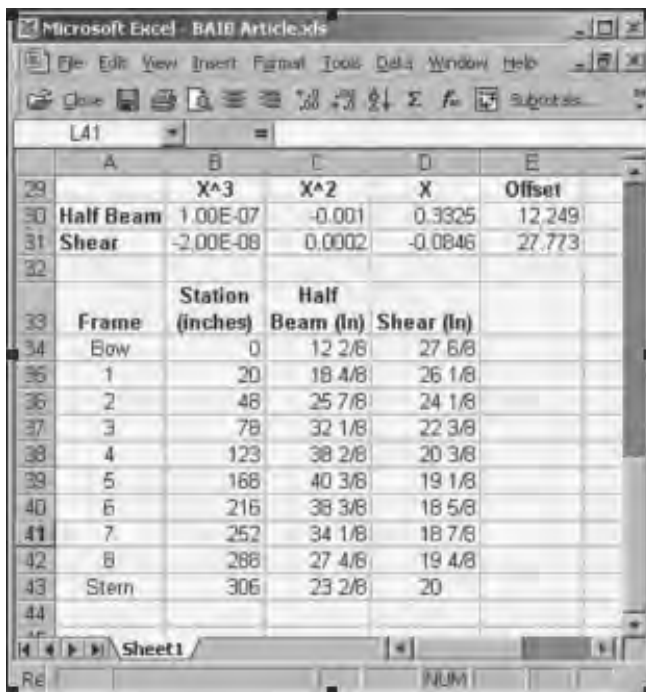 Microsoft Excel - BA18 Article.xls
File Edit View Insert Format Tools Data Window Help
Close Σ Subtotals...
L41 =
A B C D E
29 X^3 X^2 X Offset
30 Half Beam 1.00E-07 -0.001 0.3325 12.249
31 Shear -2.00E-08 0.0002 -0.0846 27.773
32
Station Half
33 Frame (inches) Beam (In) Shear (In)
34 Bow 0 12 2/8 27 6/8
35 1 20 18 4/8 26 1/8
36 2 48 25 7/8 24 1/8
37 3 78 32 1/8 22 3/8
38 4 123 38 2/8 20 3/8
39 5 168 40 3/8 19 1/8
40 6 216 38 3/8 18 5/8
41 7 252 34 1/8 18 7/8
42 8 288 27 4/8 19 4/8
43 Stern 306 23 2/8 20
44
Sheet1
Re NUM